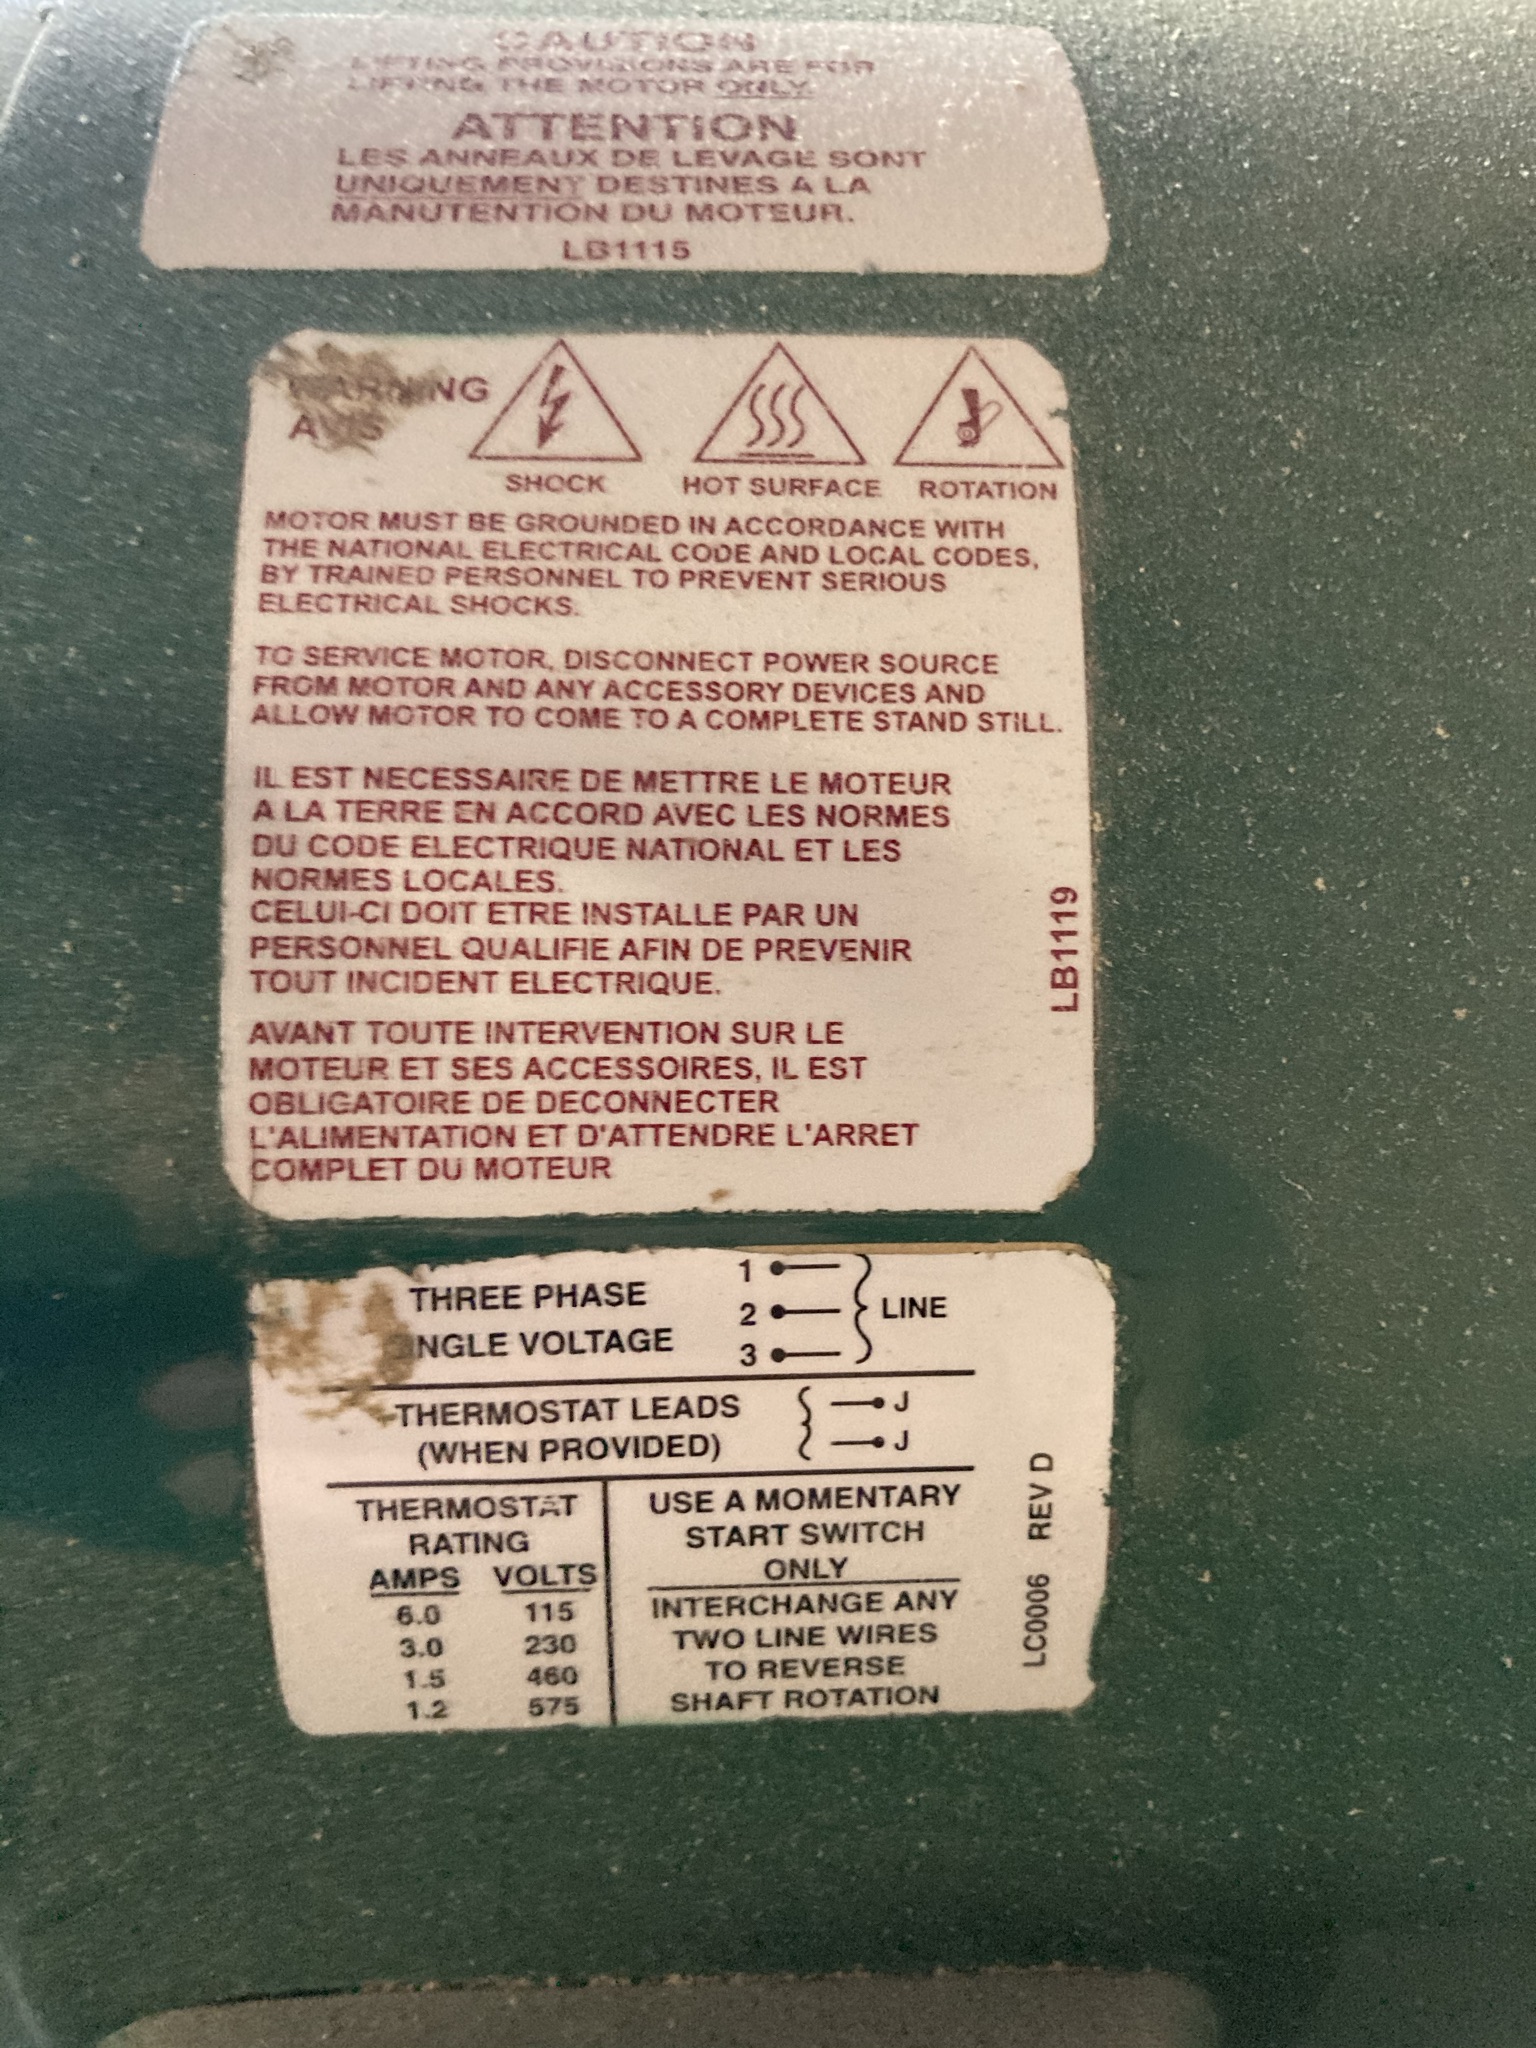 CAUTION
LIFTING PROVISIONS ARE FOR
LIFTING THE MOTOR ONLY.
ATTENTION
LES ANNEAUX DE LEVAGE SONT
UNIQUEMENT DESTINES A LA
MANUTENTION DU MOTEUR.
LB1115
WARNING
AVIS
SHOCK HOT SURFACE ROTATION
MOTOR MUST BE GROUNDED IN ACCORDANCE WITH
THE NATIONAL ELECTRICAL CODE AND LOCAL CODES,
BY TRAINED PERSONNEL TO PREVENT SERIOUS
ELECTRICAL SHOCKS.
TO SERVICE MOTOR, DISCONNECT POWER SOURCE
FROM MOTOR AND ANY ACCESSORY DEVICES AND
ALLOW MOTOR TO COME TO A COMPLETE STAND STILL.
IL EST NECESSAIRE DE METTRE LE MOTEUR
A LA TERRE EN ACCORD AVEC LES NORMES
DU CODE ELECTRIQUE NATIONAL ET LES
NORMES LOCALES.
CELUI-CI DOIT ETRE INSTALLE PAR UN
PERSONNEL QUALIFIE AFIN DE PREVENIR
TOUT INCIDENT ELECTRIQUE.
AVANT TOUTE INTERVENTION SUR LE
MOTEUR ET SES ACCESSOIRES, IL EST
OBLIGATOIRE DE DECONNECTER
L'ALIMENTATION ET D'ATTENDRE L'ARRET
COMPLET DU MOTEUR
LB1119
THREE PHASE
NGLE VOLTAGE
1
2
3
LINE
THERMOSTAT LEADS
(WHEN PROVIDED)
J
J
THERMOSTAT
RATING
AMPS VOLTS
6.0 115
3.0 230
1.5 460
1.2 575
USE A MOMENTARY
START SWITCH
ONLY
INTERCHANGE ANY
TWO LINE WIRES
TO REVERSE
SHAFT ROTATION
LC0006 REV D